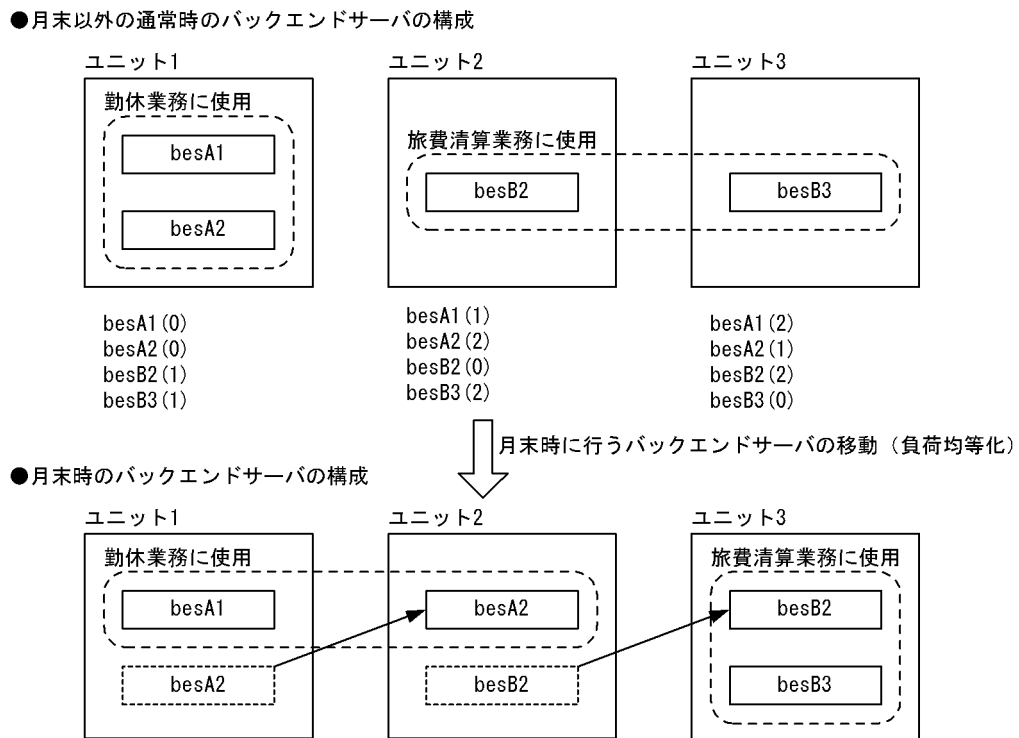 ●月末以外の通常時のバックエンドサーバの構成
ユニット1
ユニット2
ユニット3
勤休業務に使用
besA1
besA2
旅費清算業務に使用
besB2
besB3
besA1(0)
besA2(0)
besB2(1)
besB3(1)
besA1(1)
besA2(2)
besB2(0)
besB3(2)
besA1(2)
besA2(1)
besB2(2)
besB3(0)
月末時に行うバックエンドサーバの移動（負荷均等化）
●月末時のバックエンドサーバの構成
ユニット1
ユニット2
ユニット3
勤休業務に使用
besA1
besA2
besA2
besB2
旅費清算業務に使用
besB2
besB3